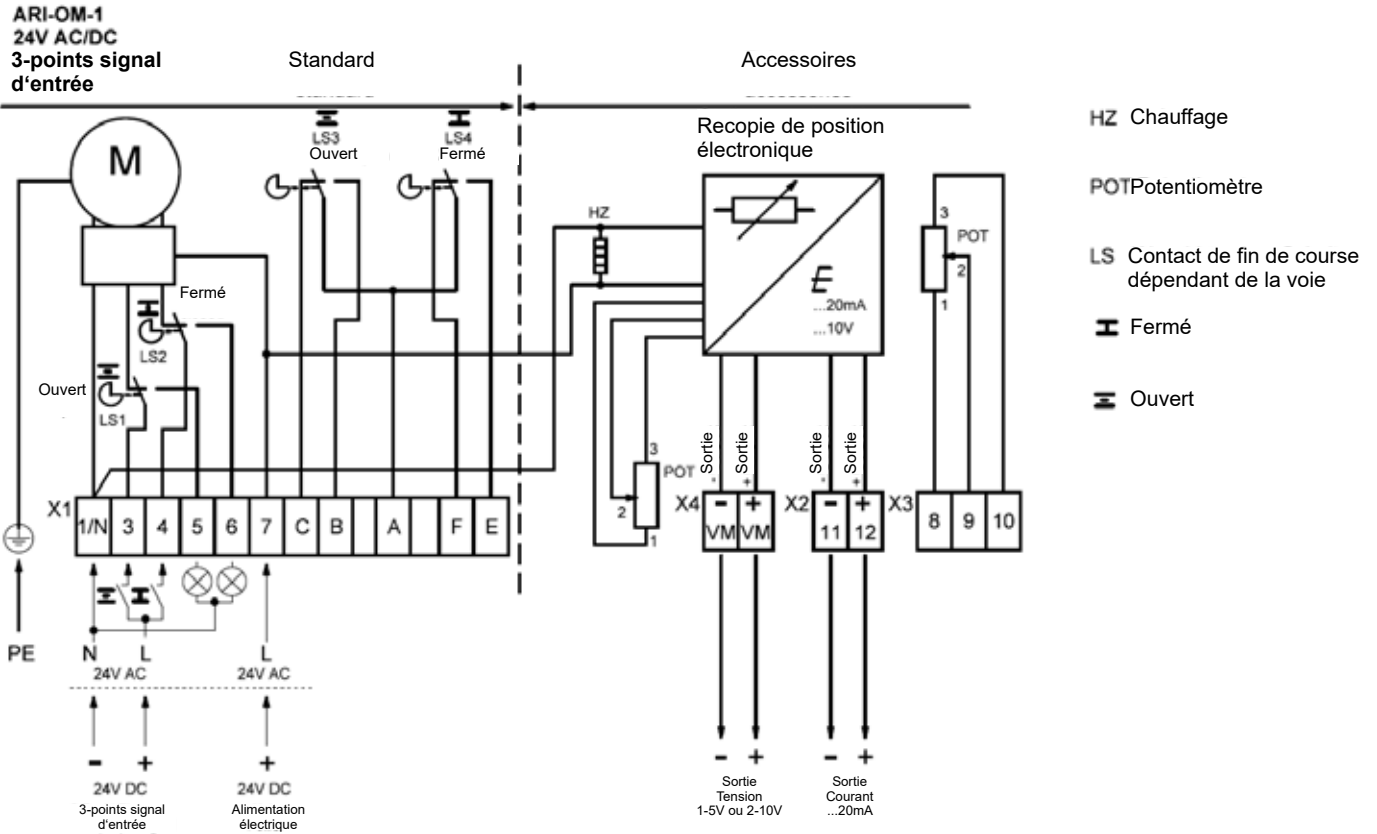 ARI-OM-1
24V AC/DC
3-points signal
d'entrée
Standard
Accessoires
LS3
Ouvert
LS4
Fermé
Recopie de position
électronique
HZ Chauffage
POT Potentiomètre
LS Contact de fin de course
dépendant de la voie
Fermé
Ouvert
M
HZ
E
...20mA
...10V
3
POT
2
1
Fermé
LS2
Ouvert
LS1
3
POT
2
1
Sortie
-
Sortie
+
Sortie
-
Sortie
+
X1
1/N 3 4 5 6 7 C B A F E
X4
- +
VM VM
X2
- +
11 12
X3
8 9 10
PE
N L
24V AC
L
24V AC
- +
24V DC
3-points signal
d'entrée
+
24V DC
Alimentation
électrique
- +
Sortie
Tension
1-5V ou 2-10V
- +
Sortie
Courant
...20mA